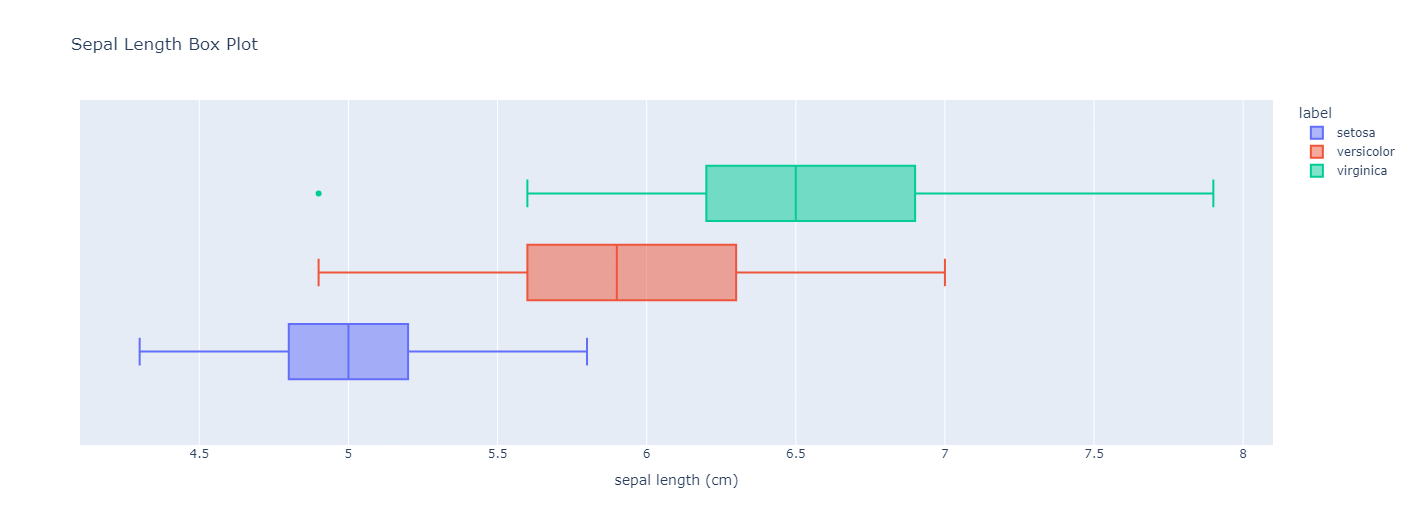 Sepal Length Box Plot
label
setosa
versicolor
virginica
4.5 5 5.5 6 6.5 7 7.5 8
sepal length (cm)